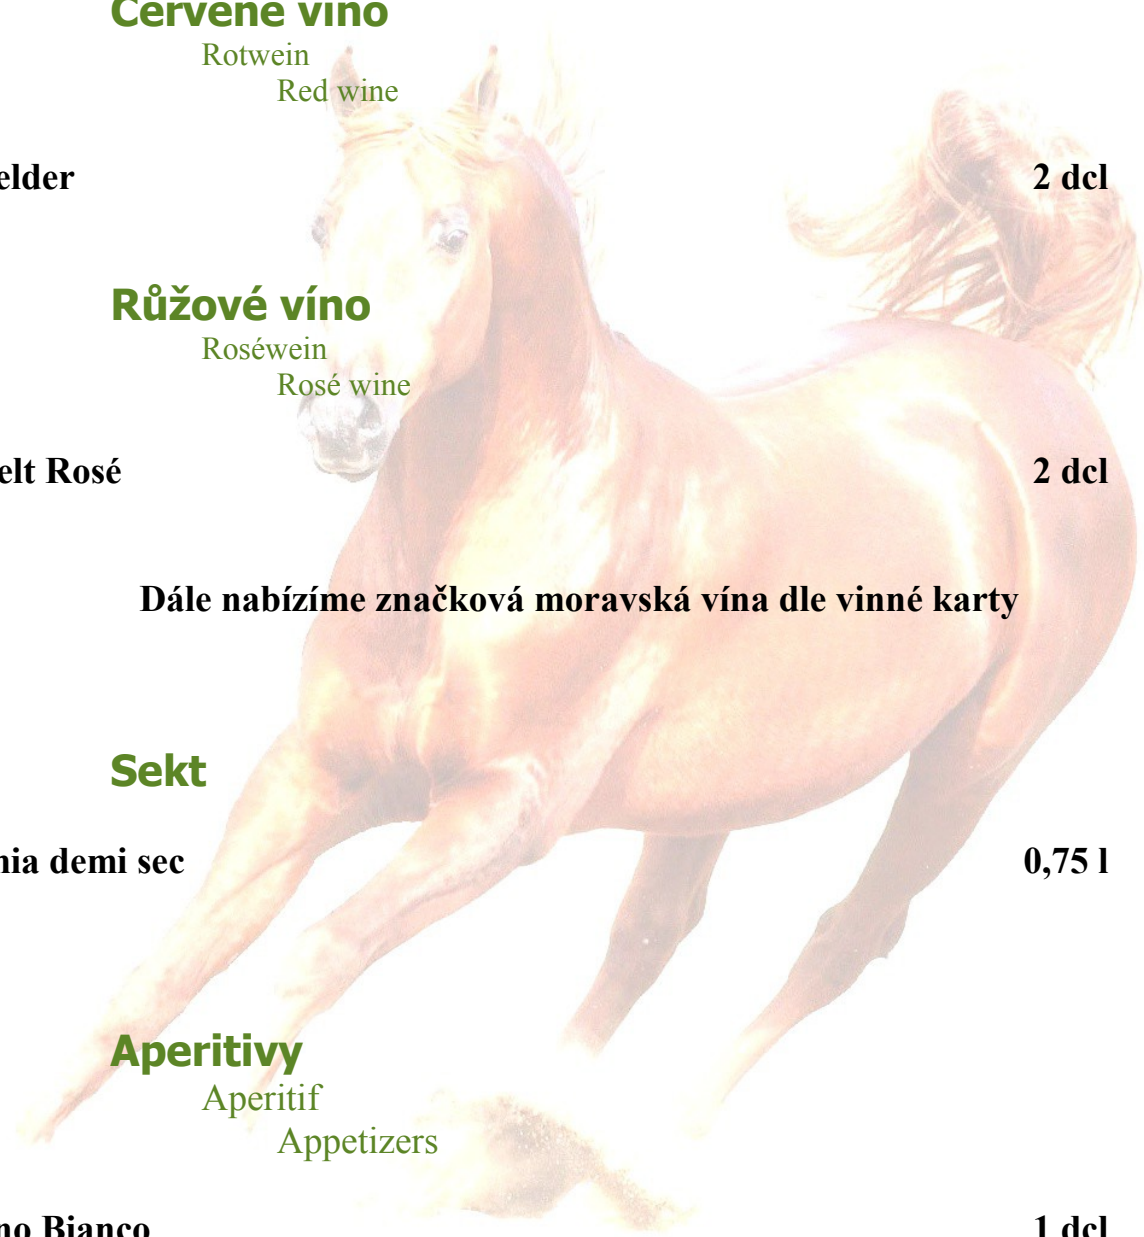 Červené víno
Rotwein
Red wine
elder 2 dcl
Růžové víno
Roséwein
Rosé wine
elt Rosé 2 dcl
Dále nabízíme značková moravská vína dle vinné karty
Sekt
nia demi sec 0,75 l
Aperitivy
Aperitif
Appetizers
no Bianco 1 dcl